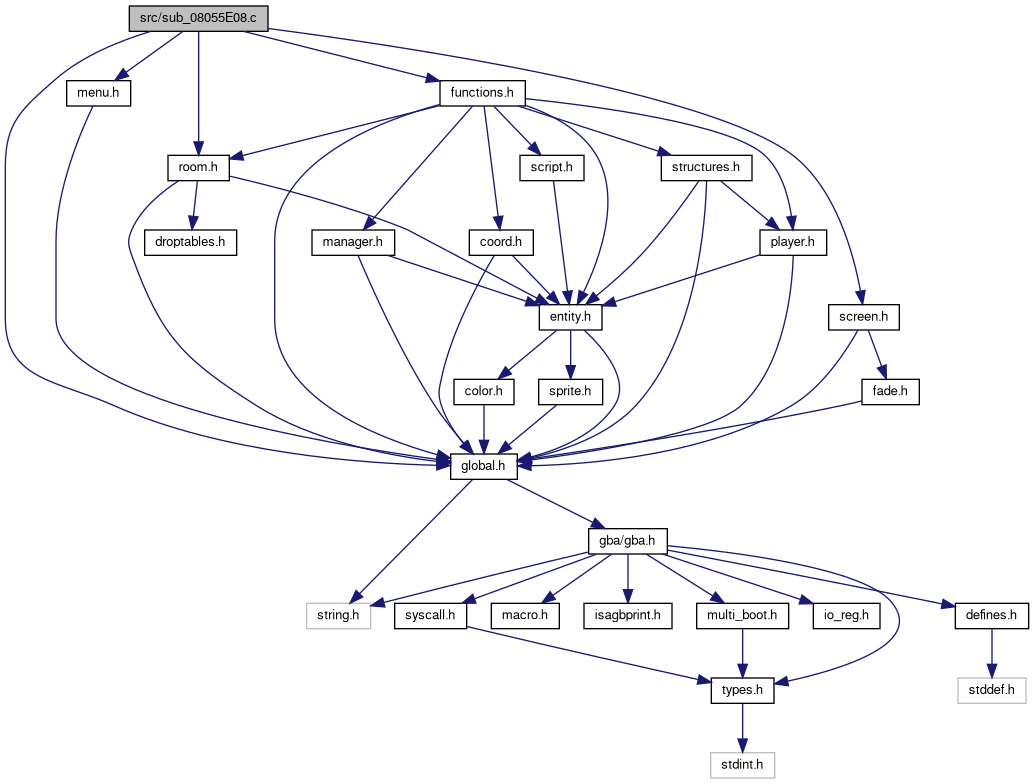 src/sub_08055E08.c
menu.h
functions.h
room.h
script.h
structures.h
droptables.h
manager.h
coord.h
player.h
entity.h
screen.h
color.h
sprite.h
fade.h
global.h
gba/gba.h
string.h
syscall.h
macro.h
isagbprint.h
multi_boot.h
io_reg.h
defines.h
types.h
stddef.h
stdint.h